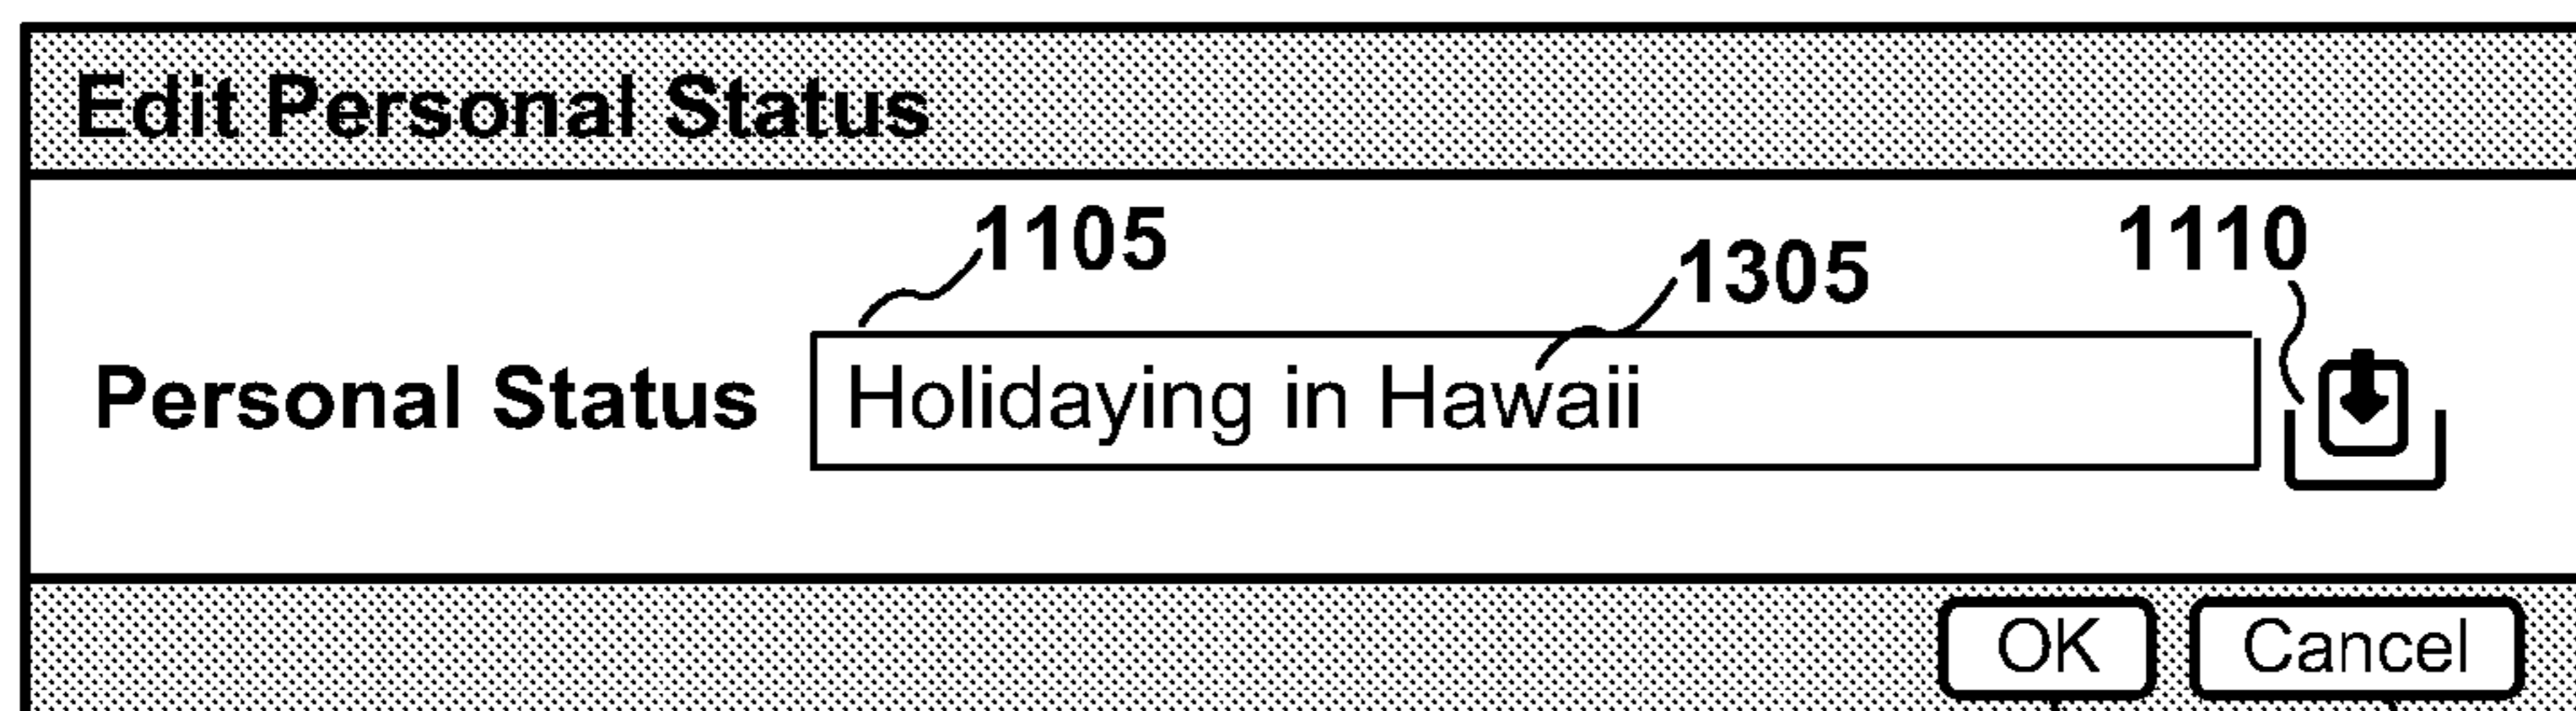 Edit Personal Status
1105
1305
1110
Personal Status Holidaying in Hawaii
OK Cancel